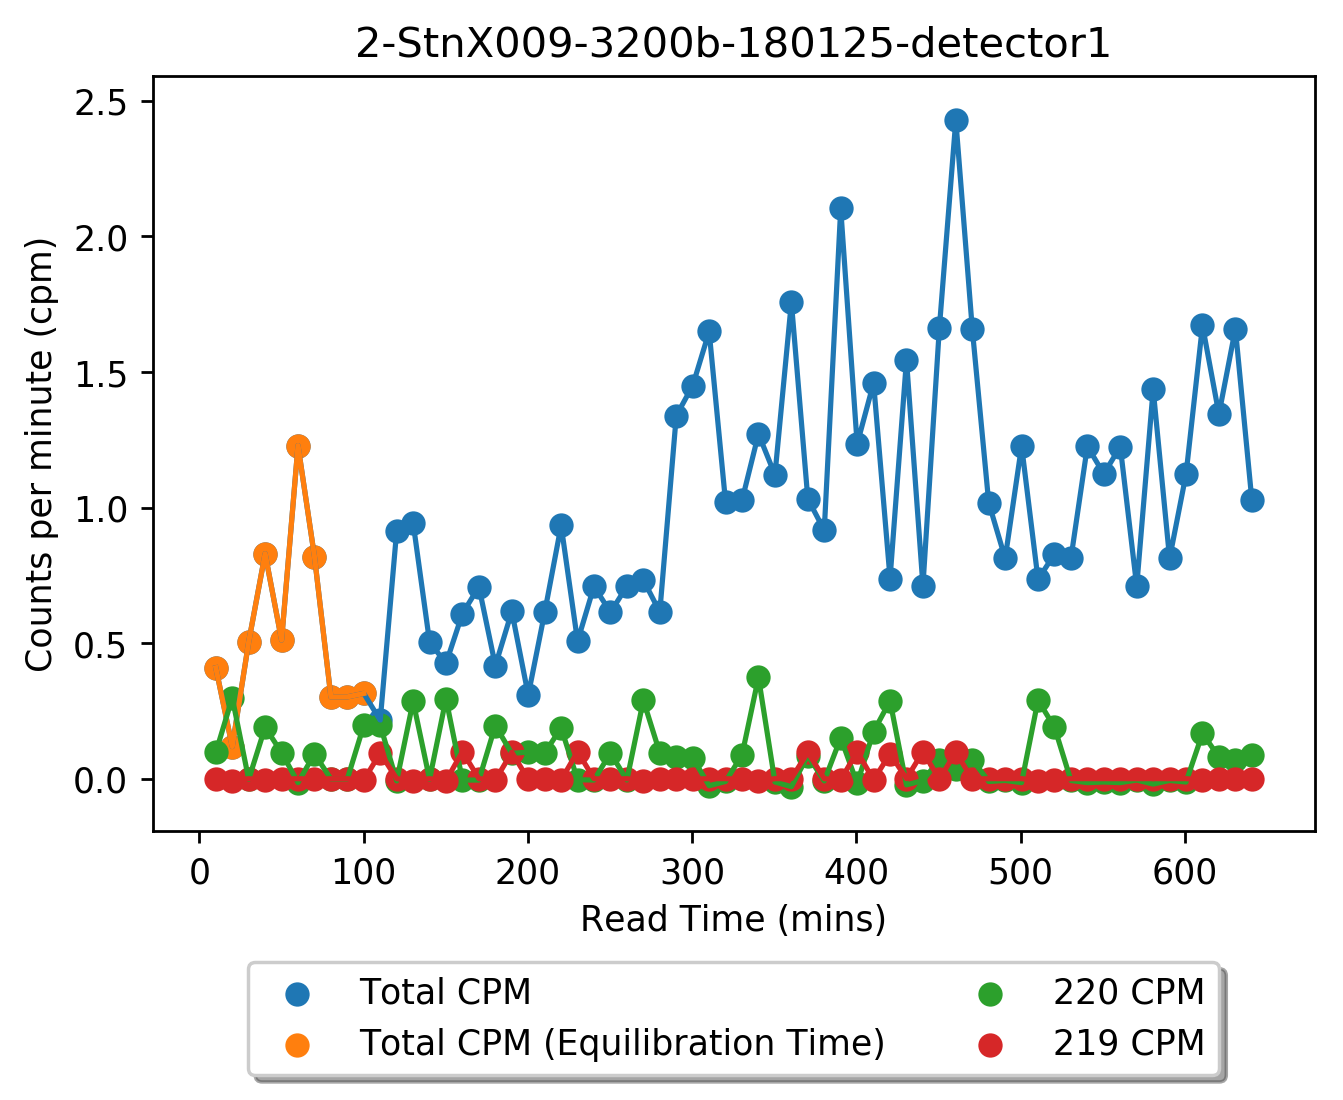 2-StnX009-3200b-180125-detector1
2.5
2.0
1.5
1.0
0.5
0.0
Counts per minute (cpm)
0 100 200 300 400 500 600
Read Time (mins)
Total CPM
Total CPM (Equilibration Time)
220 CPM
219 CPM